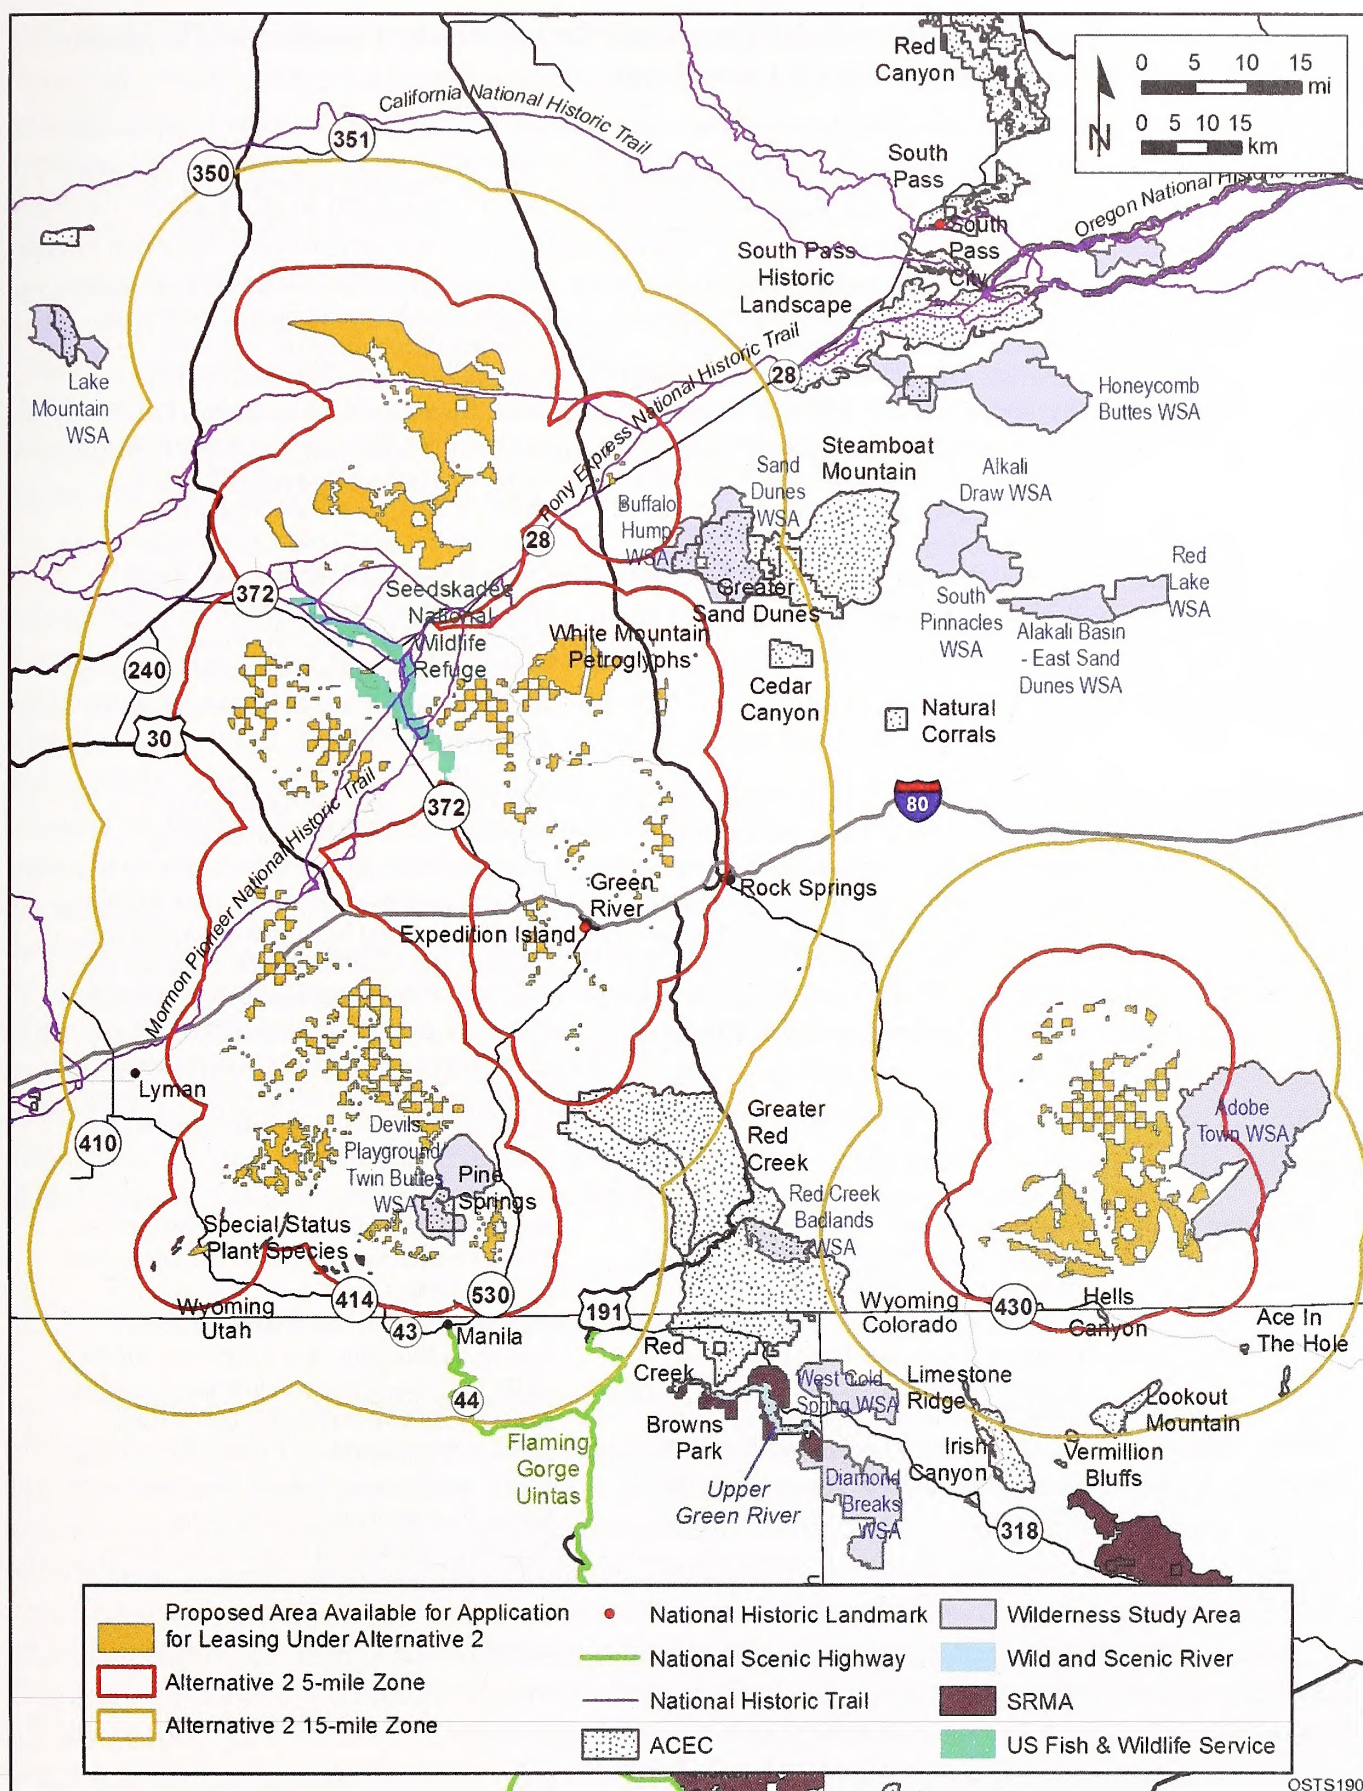 Red
Canyon
0 5 10 15
mi
0 5 10 15
km
N
California National Historic Trail
351
350
South
Pass
South
Pass
City
Oregon National Historic Trail
South Pass
Historic
Landscape
28
Lake
Mountain
WSA
Honeycomb
Buttes WSA
Pony Express National Historic Trail
Steamboat
Mountain
Sand
Dunes
WSA
Alkali
Draw WSA
Buffalo
Hump
WSA
28
Red
Lake
WSA
372
Seedskadee
National
Wildlife
Refuge
Greater
Sand Dunes
South
Pinnacles
WSA
Alakali Basin
- East Sand
Dunes WSA
White Mountain
Petroglyphs
240
Cedar
Canyon
Natural
Corrals
30
372
80
Mormon Pioneer National Historic Trail
Green
River
Rock Springs
Expedition Island
Lyman
410
Devils
Playground/
Twin Buttes
WSA
Pine
Springs
Greater
Red
Creek
Adobe
Town WSA
Red Creek
Badlands
WSA
Special Status
Plant Species
414
530
191
430
Wyoming
Utah
43
Manila
Wyoming
Colorado
Hells
Canyon
Ace In
The Hole
Red
Creek
44
West Cold
Spring WSA
Limestone
Ridge
Lookout
Mountain
Browns
Park
Irish
Canyon
Vermillion
Bluffs
Flaming
Gorge
Uintas
Upper
Green River
Diamond
Breaks
WSA
318
Proposed Area Available for Application
for Leasing Under Alternative 2
Alternative 2 5-mile Zone
Alternative 2 15-mile Zone
National Historic Landmark
National Scenic Highway
National Historic Trail
ACEC
Wilderness Study Area
Wild and Scenic River
SRMA
US Fish & Wildlife Service
OSTS190